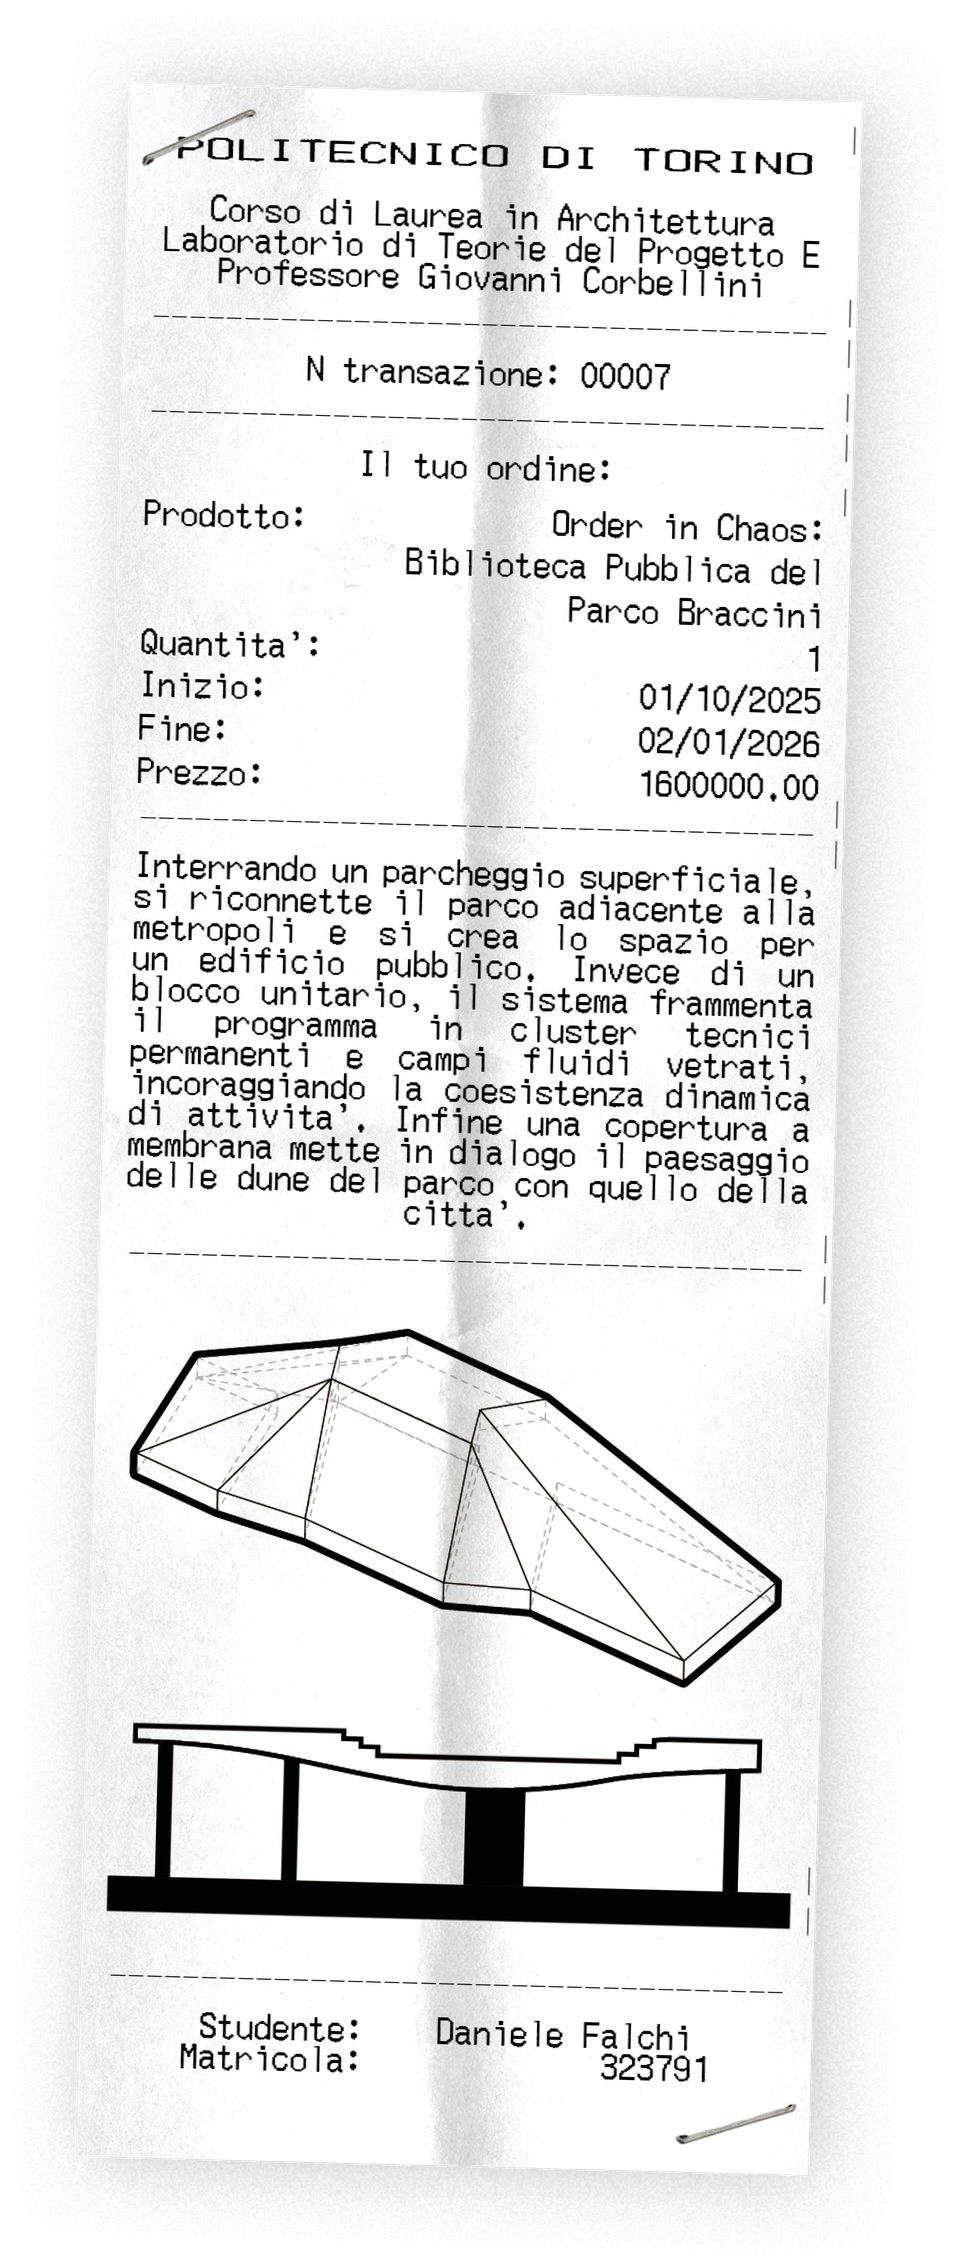 POLITECNICO DI TORINO
Corso di Laurea in Architettura
Laboratorio di Teorie del Progetto E
Professore Giovanni Corbellini
N transazione: 00007
Il tuo ordine:
Prodotto: Order in Chaos:
Biblioteca Pubblica del
Parco Braccini
Quantita': 1
Inizio: 01/10/2025
Fine: 02/01/2026
Prezzo: 1600000.00
Interrando un parcheggio superficiale,
si riconnette il parco adiacente alla
metropoli e si crea lo spazio per
un edificio pubblico. Invece di un
blocco unitario, il sistema frammenta
il programma in cluster tecnici
permanenti e campi fluidi vetrati,
incoraggiando la coesistenza dinamica
di attivita'. Infine una copertura a
membrana mette in dialogo il paesaggio
delle dune del parco con quello della
citta'.
Studente: Daniele Falchi
Matricola: 323791